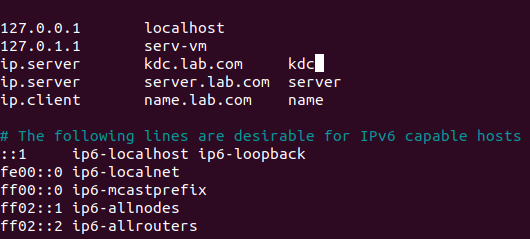 127.0.0.1 localhost
127.0.1.1 serv-vm
ip.server kdc.lab.com kdc
ip.server server.lab.com server
ip.client name.lab.com name
# The following lines are desirable for IPv6 capable hosts
::1 ip6-localhost ip6-loopback
fe00::0 ip6-localnet
ff00::0 ip6-mcastprefix
ff02::1 ip6-allnodes
ff02::2 ip6-allrouters